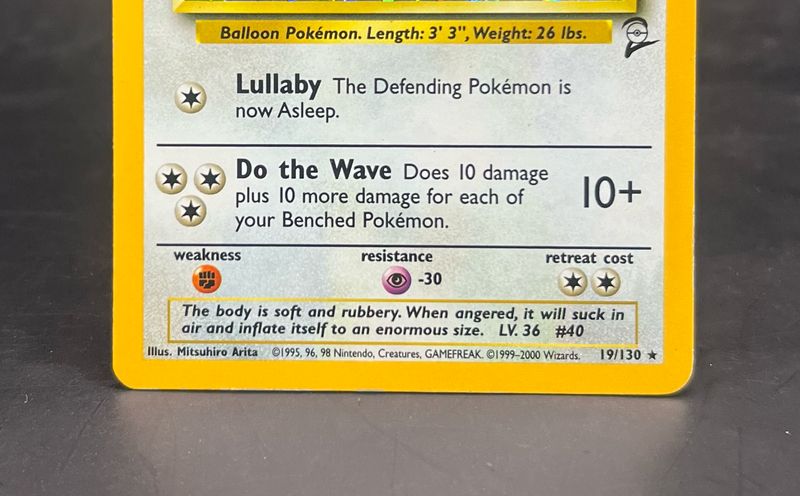 Balloon Pokémon. Length: 3' 3", Weight: 26 lbs.
Lullaby The Defending Pokémon is
now Asleep.
Do the Wave Does 10 damage
plus 10 more damage for each of
your Benched Pokémon.
10+
weakness resistance retreat cost
-30
The body is soft and rubbery. When angered, it will suck in
air and inflate itself to an enormous size. LV. 36 #40
Illus. Mitsuhiro Arita ©1995, 96, 98 Nintendo, Creatures, GAMEFREAK. ©1999–2000 Wizards. 19/130 ★